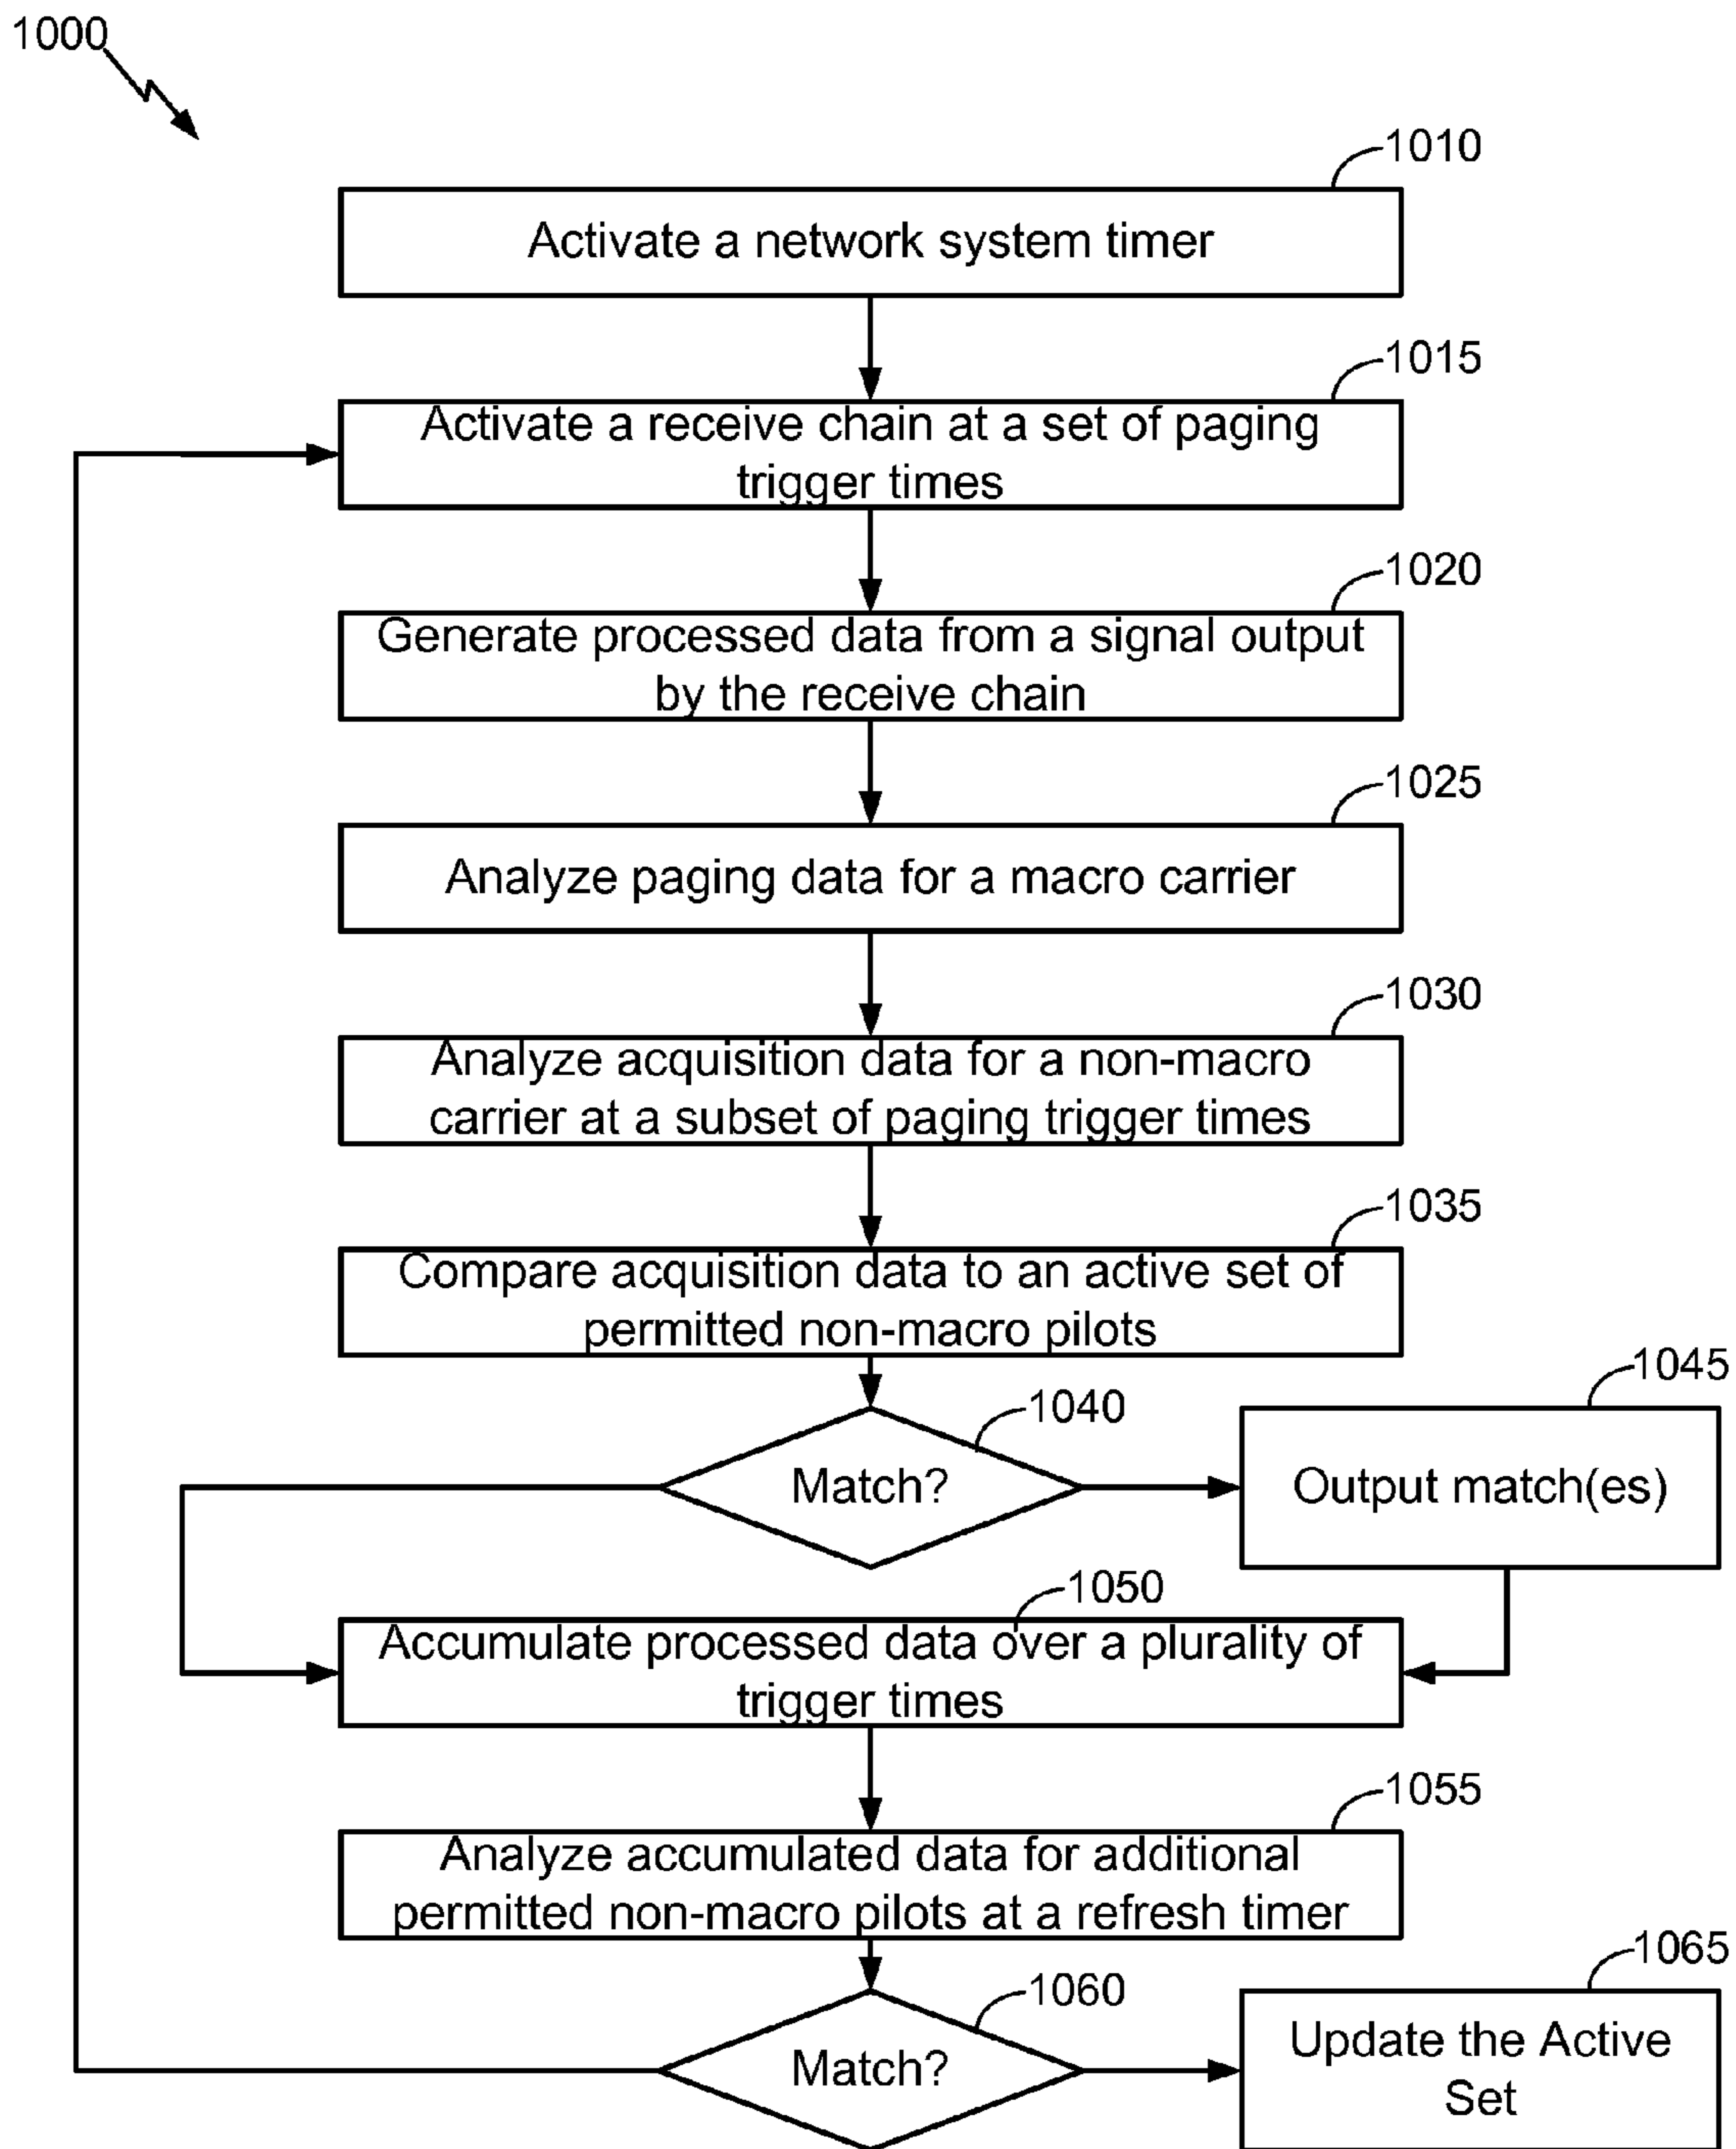 1000
1010
Activate a network system timer
1015
Activate a receive chain at a set of paging
trigger times
1020
Generate processed data from a signal output
by the receive chain
1025
Analyze paging data for a macro carrier
1030
Analyze acquisition data for a non-macro
carrier at a subset of paging trigger times
1035
Compare acquisition data to an active set of
permitted non-macro pilots
1040
Match?
1045
Output match(es)
1050
Accumulate processed data over a plurality of
trigger times
1055
Analyze accumulated data for additional
permitted non-macro pilots at a refresh timer
1060
Match?
1065
Update the Active
Set